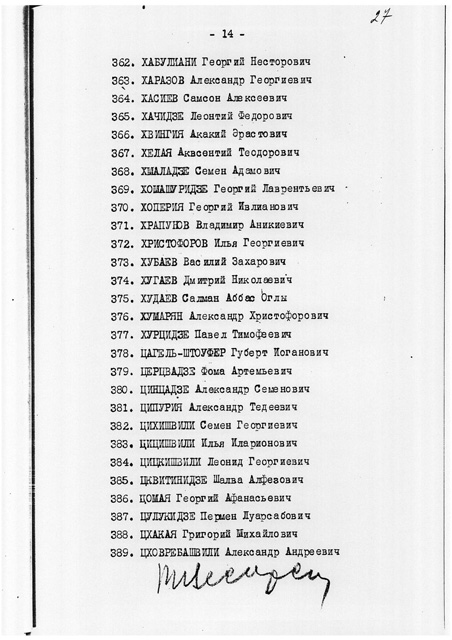 27
- 14 -
362. ХАБУЛИАНИ Георгий Несторович
363. ХАРАЗОВ Александр Георгиевич
364. ХАСИЕВ Самсон Алексеевич
365. ХАЧИДЗЕ Леонтий Федорович
366. ХВИНГИЯ Акакий Эрастович
367. ХЕЛАЯ Аквсентий Теодорович
368. ХМАЛАДЗЕ Семен Адамович
369. ХОМАШУРИДЗЕ Георгий Лаврентьевич
370. ХОПЕРИЯ Георгий Ивлианович
371. ХРАПУНОВ Владимир Аникиевич
372. ХРИСТОФОРОВ Илья Георгиевич
373. ХУБАЕВ Василий Захарович
374. ХУГАЕВ Дмитрий Николаевич
375. ХУДАЕВ Салман Аббас Оглы
376. ХУМАРЯН Александр Христофорович
377. ХУРЦИДЗЕ Павел Тимофеевич
378. ЦАГЕЛЬ-ШТОУФЕР Губерт Иоганович
379. ЦЕРЦВАДЗЕ Фома Артемьевич
380. ЦИНЦАДЗЕ Александр Семенович
381. ЦИПУРИЯ Александр Тедеевич
382. ЦИХИШВИЛИ Семен Георгиевич
383. ЦИЦИШВИЛИ Илья Иларионович
384. ЦИЦКИШВИЛИ Леонид Георгиевич
385. ЦКВИТИНИДЗЕ Шалва Алфезович
386. ЦОМАЯ Георгий Афанасьевич
387. ЦУЛУКИДЗЕ Пермен Луарсабович
388. ЦХАКАЯ Григорий Михайлович
389. ЦХОВРЕБАШВИЛИ Александр Андреевич